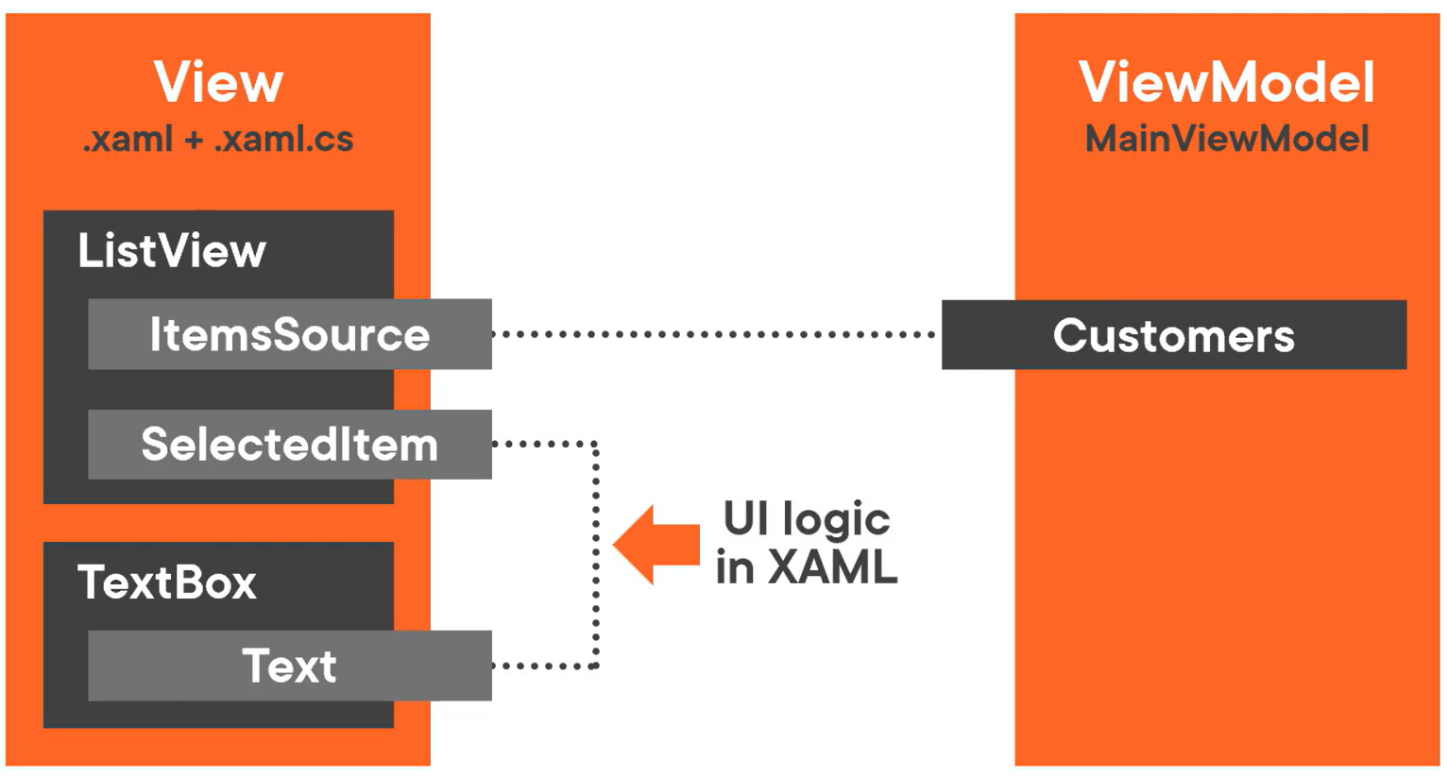 View
.xaml + .xaml.cs
ListView
ItemsSource
SelectedItem
TextBox
Text
UI logic
in XAML
ViewModel
MainViewModel
Customers